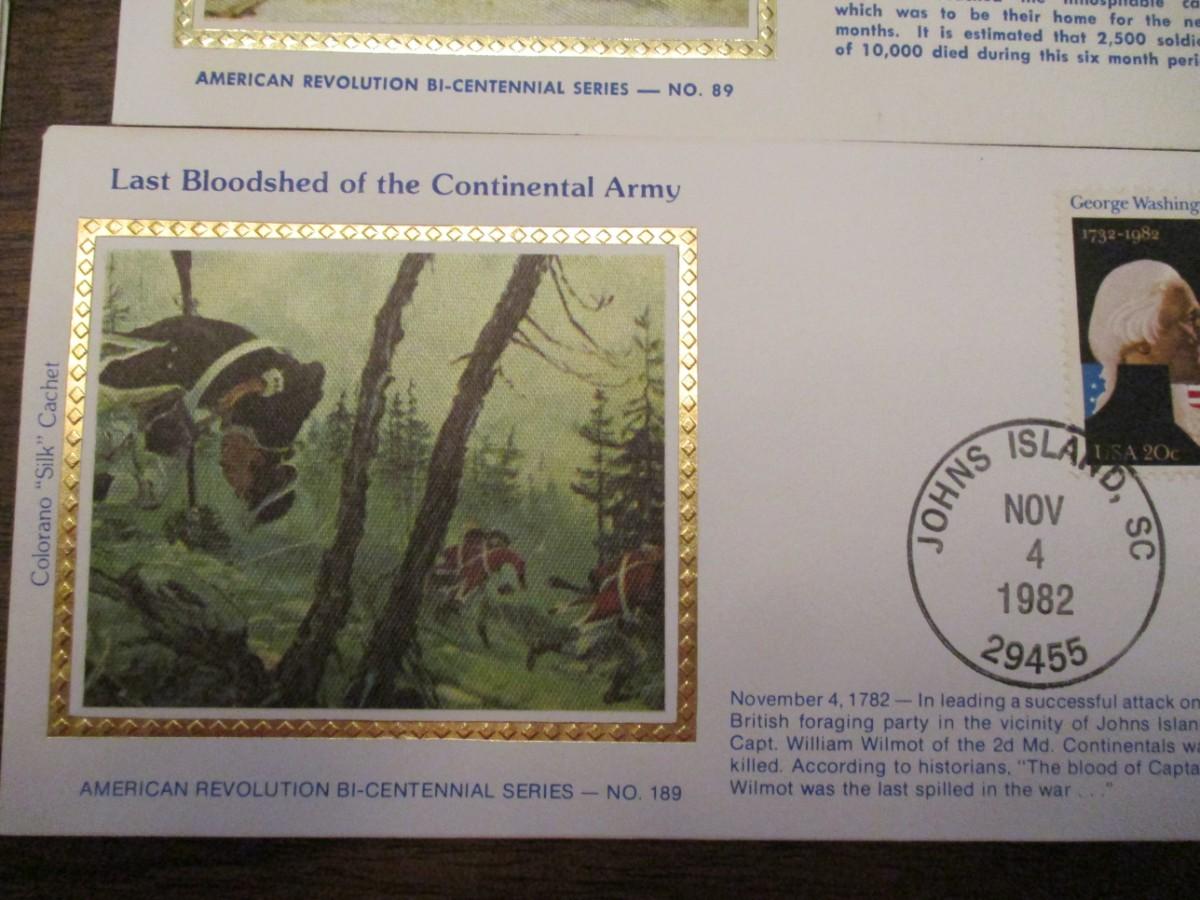 which was to be their home for the
months. It is estimated that 2,500
of 10,000 died during this six month
AMERICAN REVOLUTION BI-CENTENNIAL SERIES — NO. 89
Last Bloodshed of the Continental Army
Colorano "Silk" Cachet
George Washing
1732-1982
USA 20c
JOHNS ISLAND, SC
NOV
4
1982
29455
November 4, 1782 — In leading a successful attack on
British foraging party in the vicinity of Johns Islan
Capt. William Wilmot of the 2d Md. Continentals wa
killed. According to historians, "The blood of Capta
Wilmot was the last spilled in the war . . ."
AMERICAN REVOLUTION BI-CENTENNIAL SERIES — NO. 189